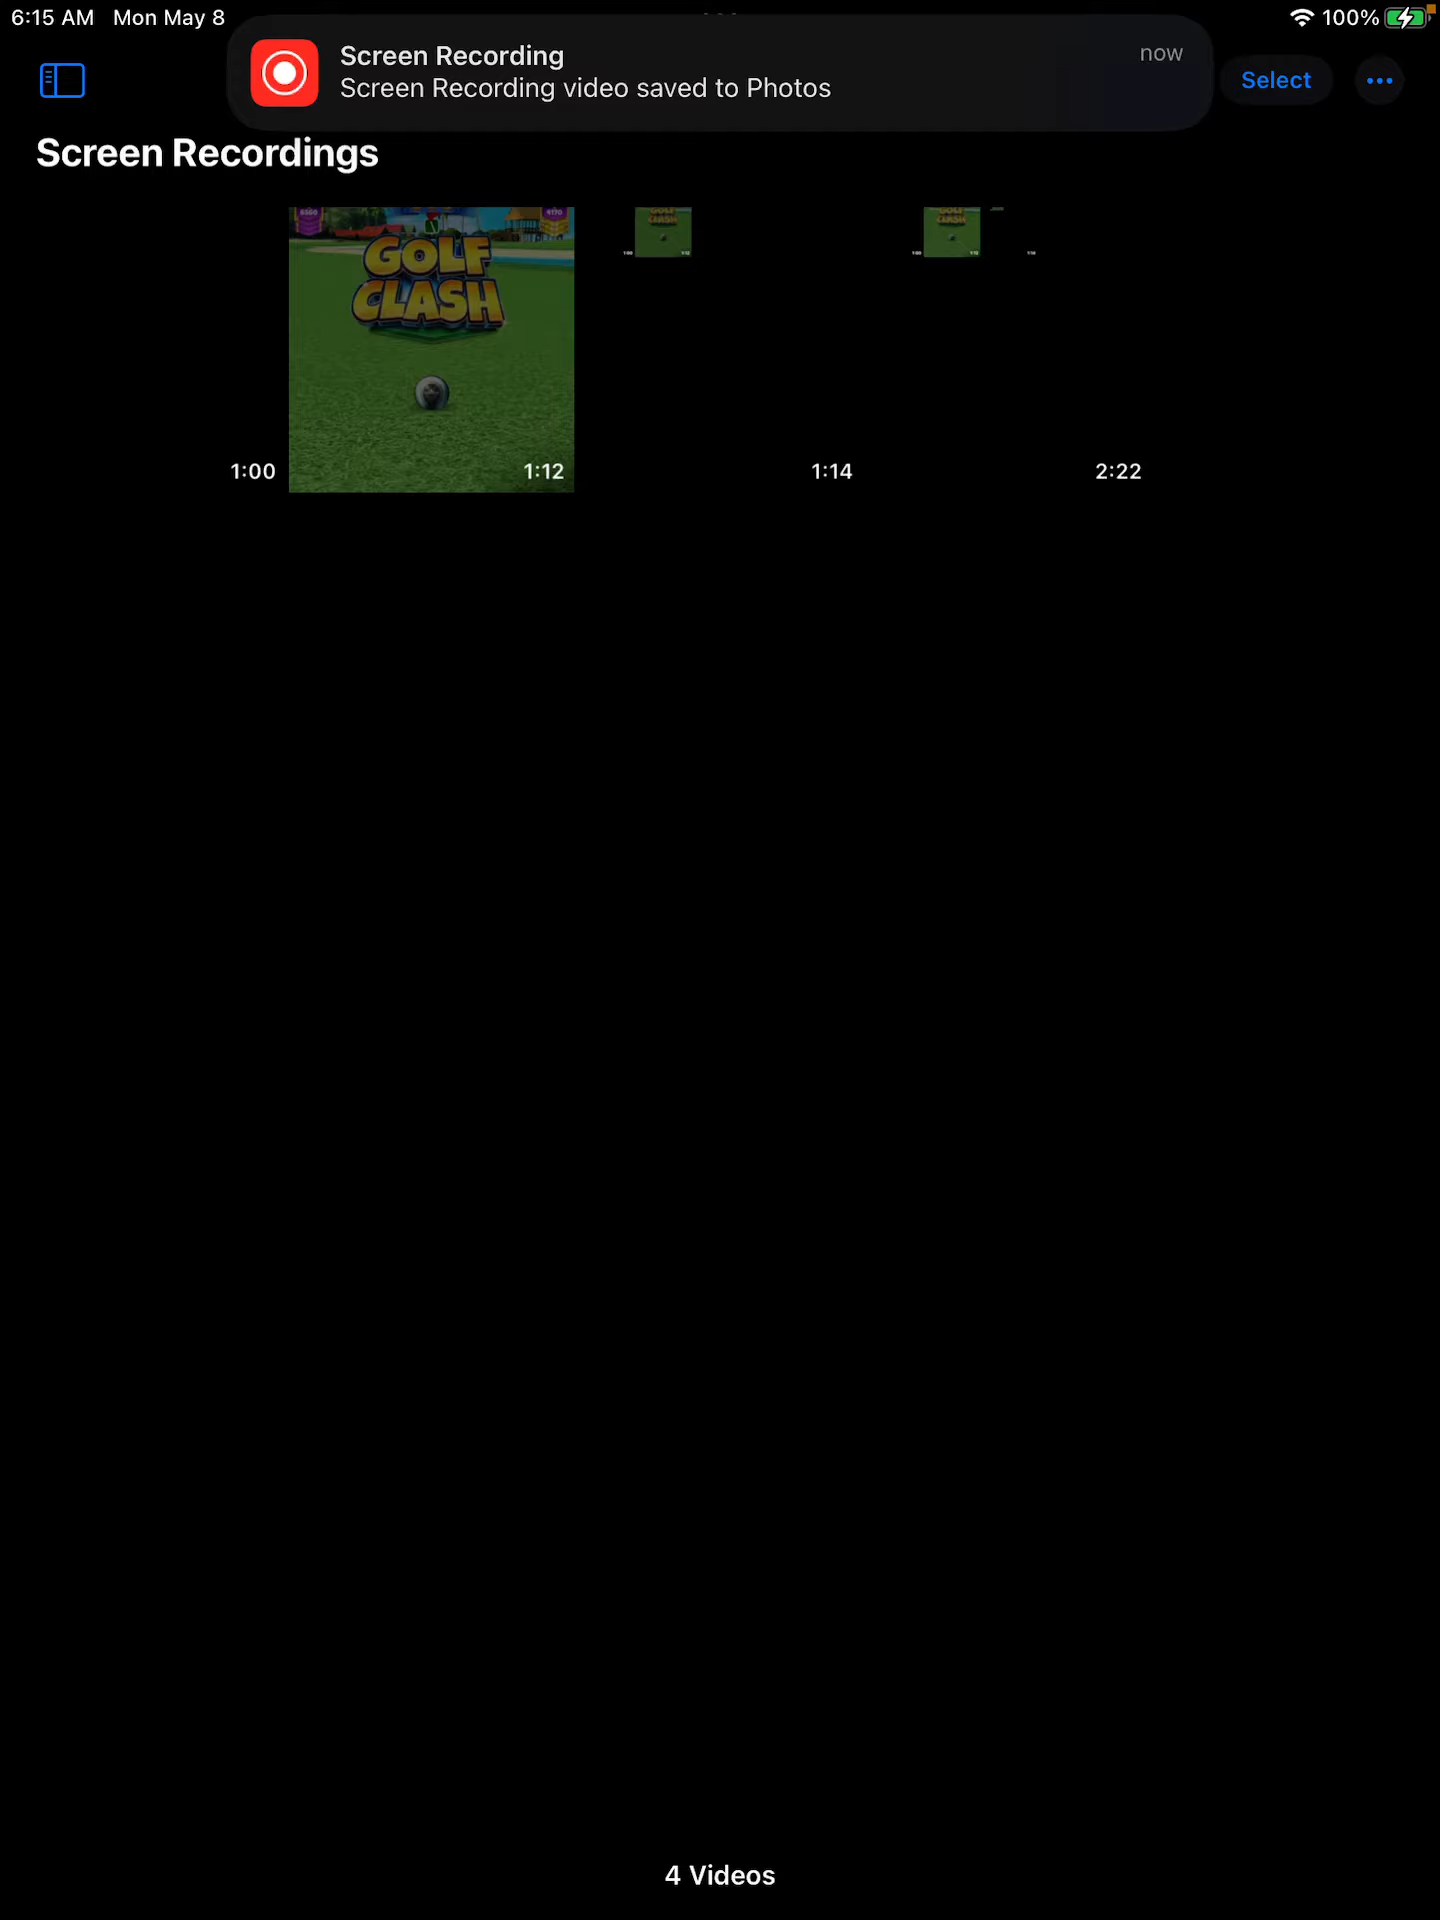 6:15 AM Mon May 8
100%
Screen Recording
now
Screen Recording video saved to Photos
Select
Screen Recordings
GOLF
CLASH
1:00
1:12
1:14
2:22
4 Videos